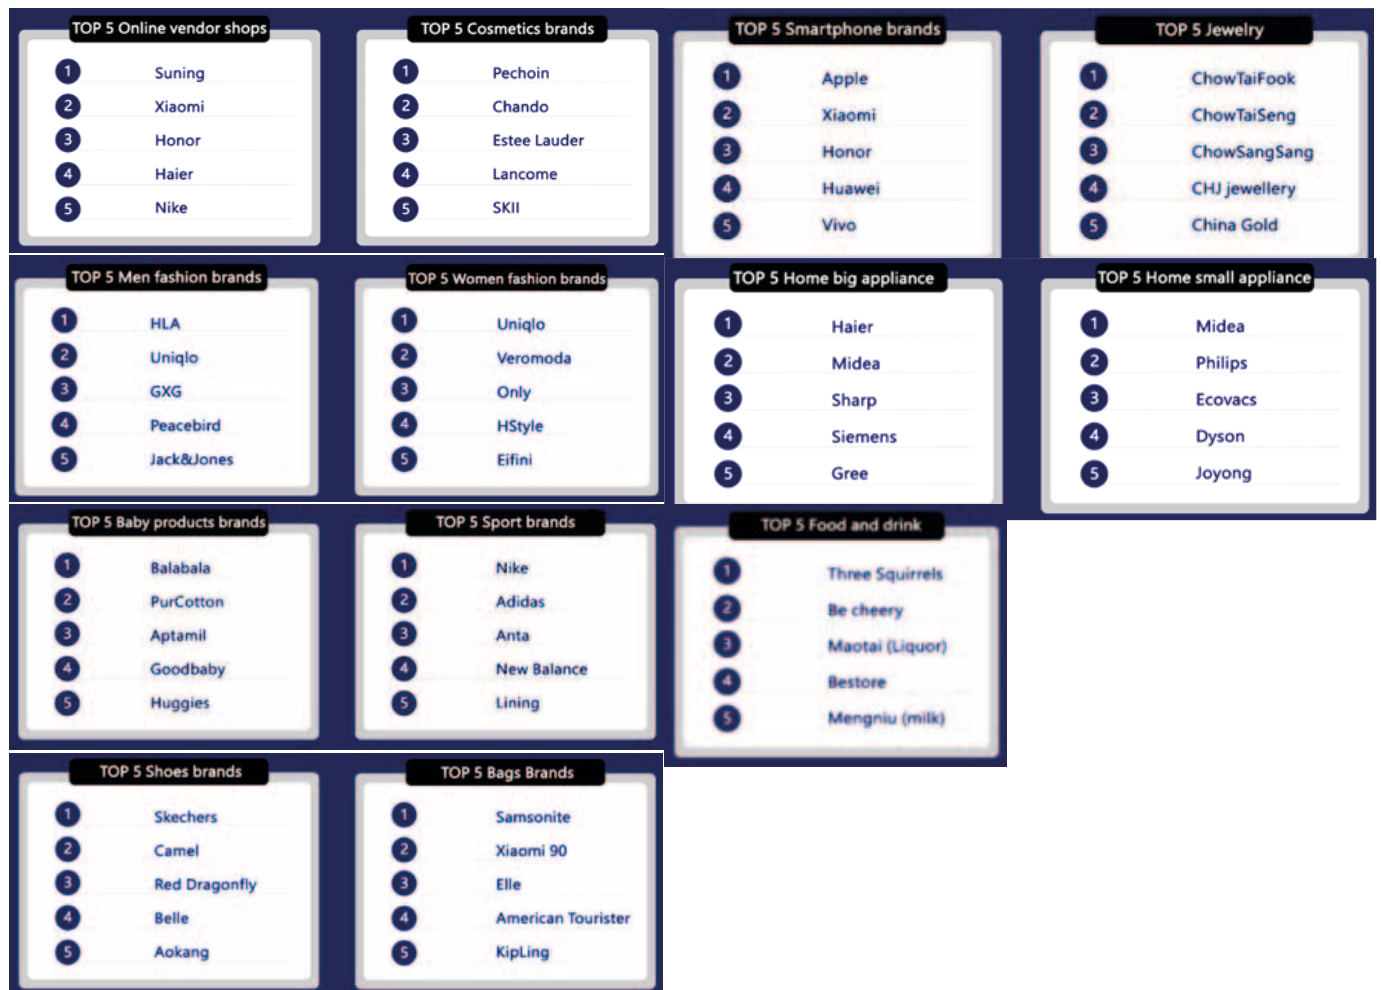 TOP 5 Online vendor shops
1 Suning
2 Xiaomi
3 Honor
4 Haier
5 Nike
TOP 5 Cosmetics brands
1 Pechoin
2 Chando
3 Estee Lauder
4 Lancome
5 SKII
TOP 5 Smartphone brands
1 Apple
2 Xiaomi
3 Honor
4 Huawei
5 Vivo
TOP 5 Jewelry
1 ChowTaiFook
2 ChowTaiSeng
3 ChowSangSang
4 CHJ jewellery
5 China Gold
TOP 5 Men fashion brands
1 HLA
2 Uniqlo
3 GXG
4 Peacebird
5 Jack&Jones
TOP 5 Women fashion brands
1 Uniqlo
2 Veromoda
3 Only
4 HStyle
5 Eifini
TOP 5 Home big appliance
1 Haier
2 Midea
3 Sharp
4 Siemens
5 Gree
TOP 5 Home small appliance
1 Midea
2 Philips
3 Ecovacs
4 Dyson
5 Joyong
TOP 5 Baby products brands
1 Balabala
2 PurCotton
3 Aptamil
4 Goodbaby
5 Huggies
TOP 5 Sport brands
1 Nike
2 Adidas
3 Anta
4 New Balance
5 Lining
TOP 5 Food and drink
1 Three Squirrels
2 Be cheery
3 Maotai (Liquor)
4 Bestore
5 Mengniu (milk)
TOP 5 Shoes brands
1 Skechers
2 Camel
3 Red Dragonfly
4 Belle
5 Aokang
TOP 5 Bags Brands
1 Samsonite
2 Xiaomi 90
3 Elle
4 American Tourister
5 KipLing